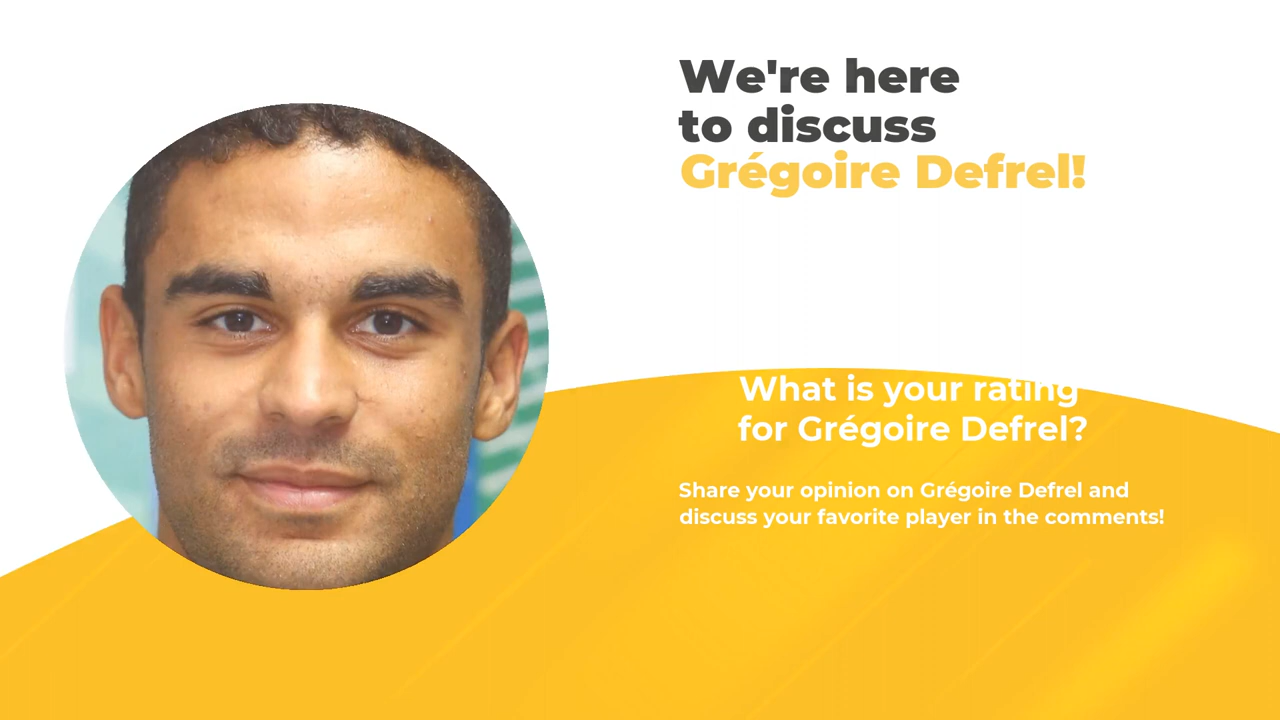 We're here
to discuss
Grégoire Defrel!
What is your rating
for Grégoire Defrel?
Share your opinion on Grégoire Defrel and
discuss your favorite player in the comments!